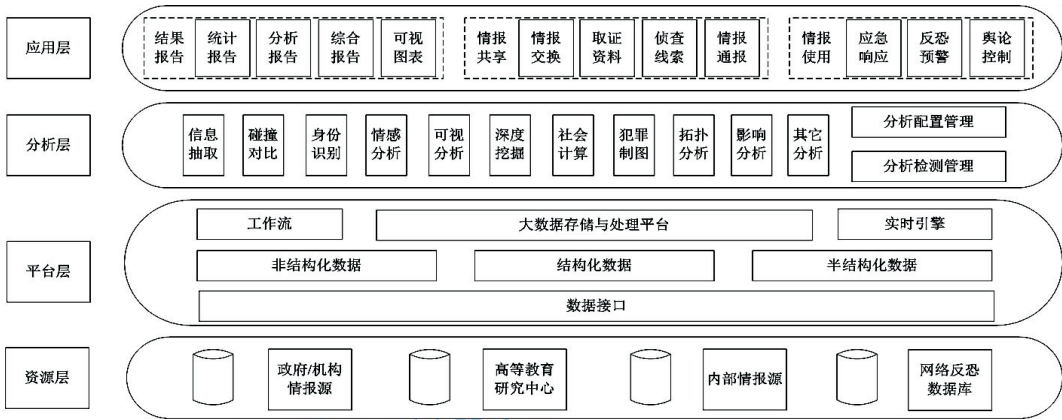 应用层
结果 统计 分析 综合 可视 情报 情报 取证 侦查 情报 情报 应急 反恐 舆论
报告 报告 报告 报告 图表 共享 交换 资料 线索 通报 使用 响应 预警 控制
分析层
信息 碰撞 身份 情感 可视 深度 社会 犯罪 拓扑 影响 其它
抽取 对比 识别 分析 分析 挖掘 计算 制图 分析 分析 分析
分析配置管理
分析检测管理
平台层
工作流 大数据存储与处理平台 实时引擎
非结构化数据 结构化数据 半结构化数据
数据接口
资源层
政府/机构
情报源
高等教育
研究中心
内部情报源
网络反恐
数据库